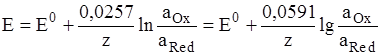 E = E⁰ + 0,0257/z ln a_Ox/a_Red = E⁰ + 0,0591/z lg a_Ox/a_Red